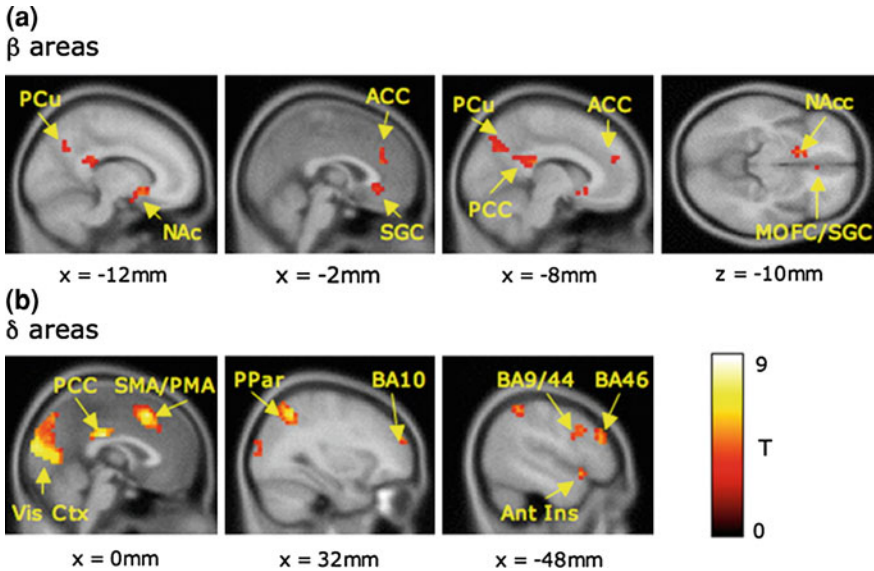 (a)
β areas
PCu
NAc
ACC
SGC
PCu
ACC
PCC
NAcc
MOFC/SGC
x = -12mm
x = -2mm
x = -8mm
z = -10mm
(b)
δ areas
PCC
SMA/PMA
Vis Ctx
PPar
BA10
BA9/44
BA46
Ant Ins
9
T
0
x = 0mm
x = 32mm
x = -48mm